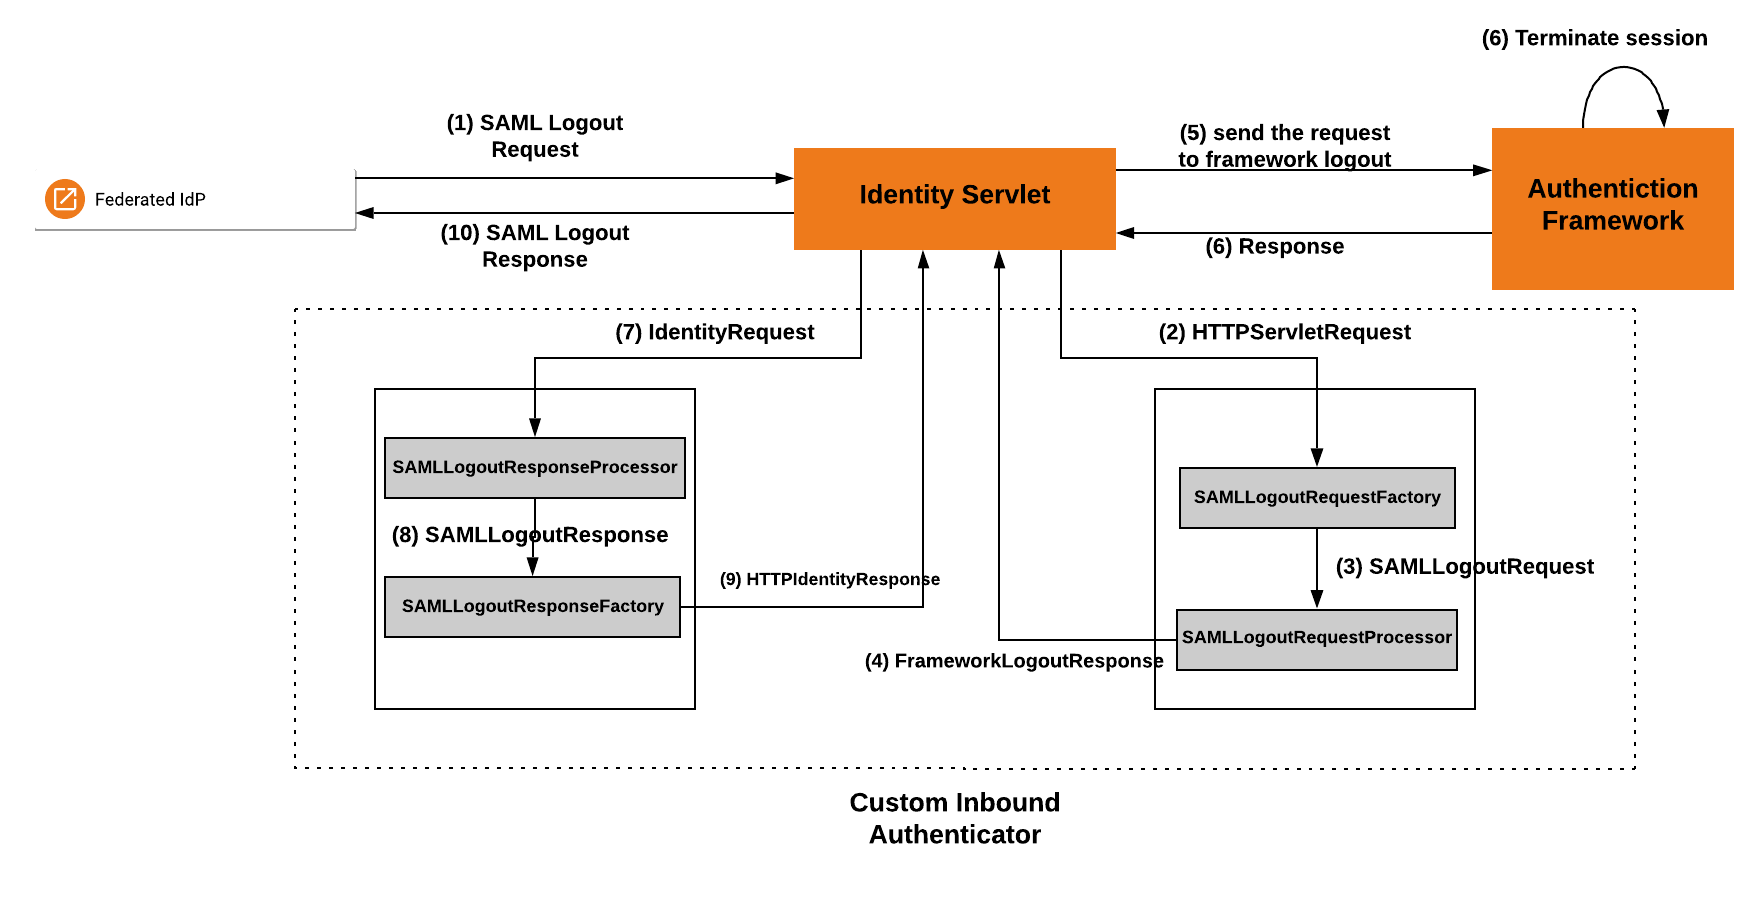 (6) Terminate session
(1) SAML Logout
Request
(5) send the request
to framework logout
Federated IdP
Identity Servlet
Authentiction
Framework
(10) SAML Logout
Response
(6) Response
(7) IdentityRequest
(2) HTTPServletRequest
SAMLLogoutResponseProcessor
SAMLLogoutRequestFactory
(8) SAMLLogoutResponse
(3) SAMLLogoutRequest
(9) HTTPIdentityResponse
SAMLLogoutResponseFactory
SAMLLogoutRequestProcessor
(4) FrameworkLogoutResponse
Custom Inbound
Authenticator